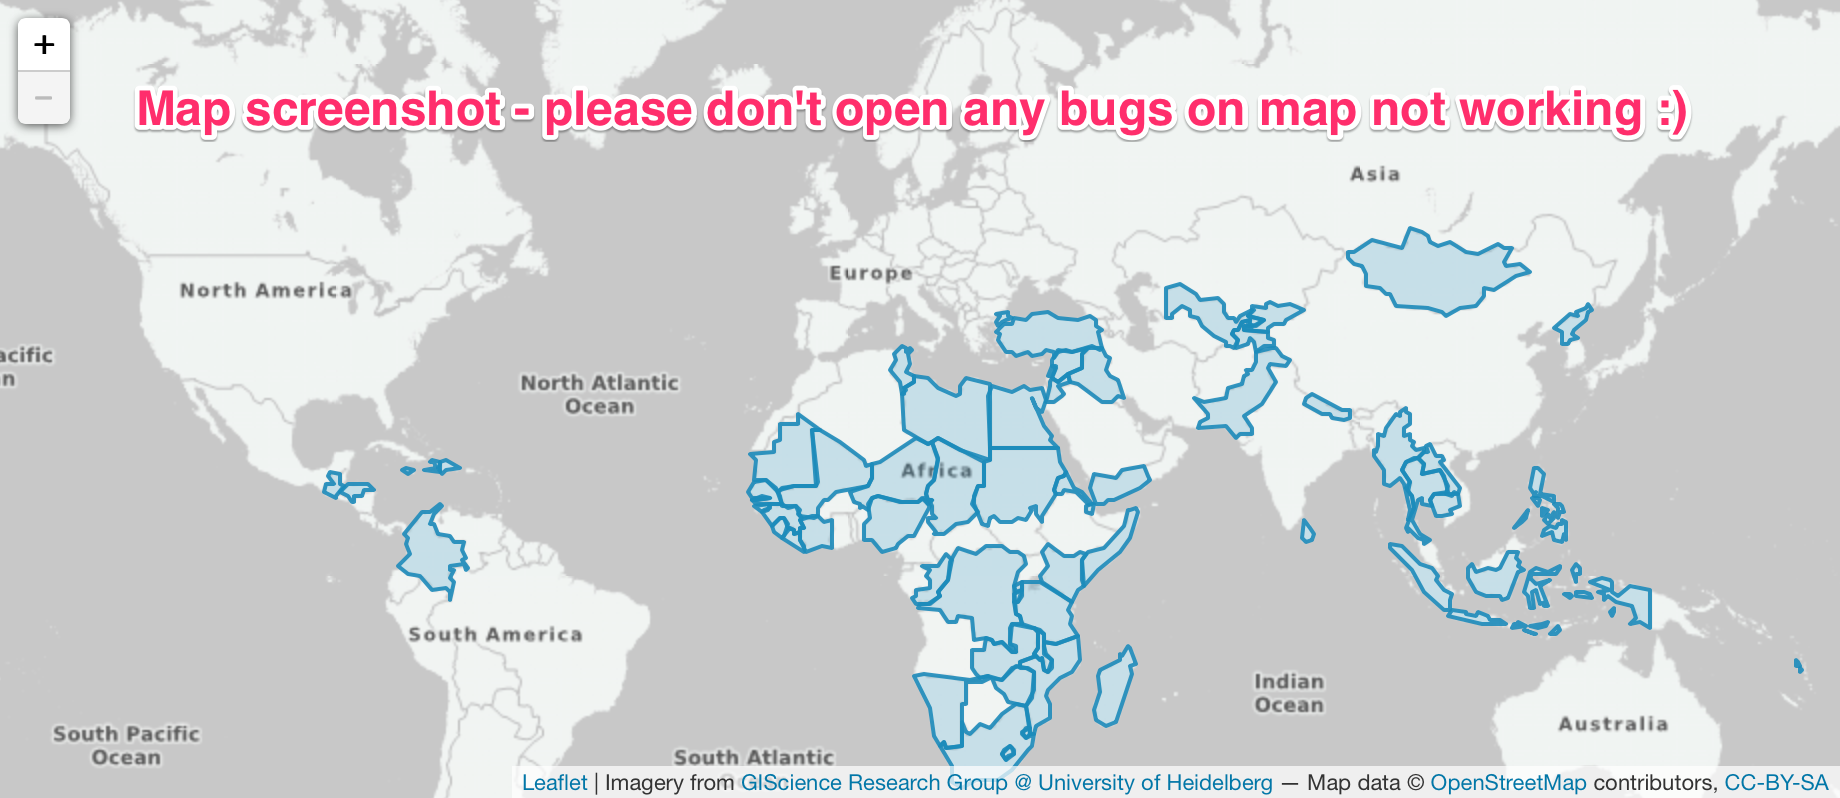 +
−
Map screenshot - please don't open any bugs on map not working :)
Asia
Europe
North America
acific
n
North Atlantic
Ocean
Africa
South America
Indian
Ocean
Australia
South Pacific
Ocean
South Atlantic
Leaflet | Imagery from GIScience Research Group @ University of Heidelberg — Map data © OpenStreetMap contributors, CC-BY-SA